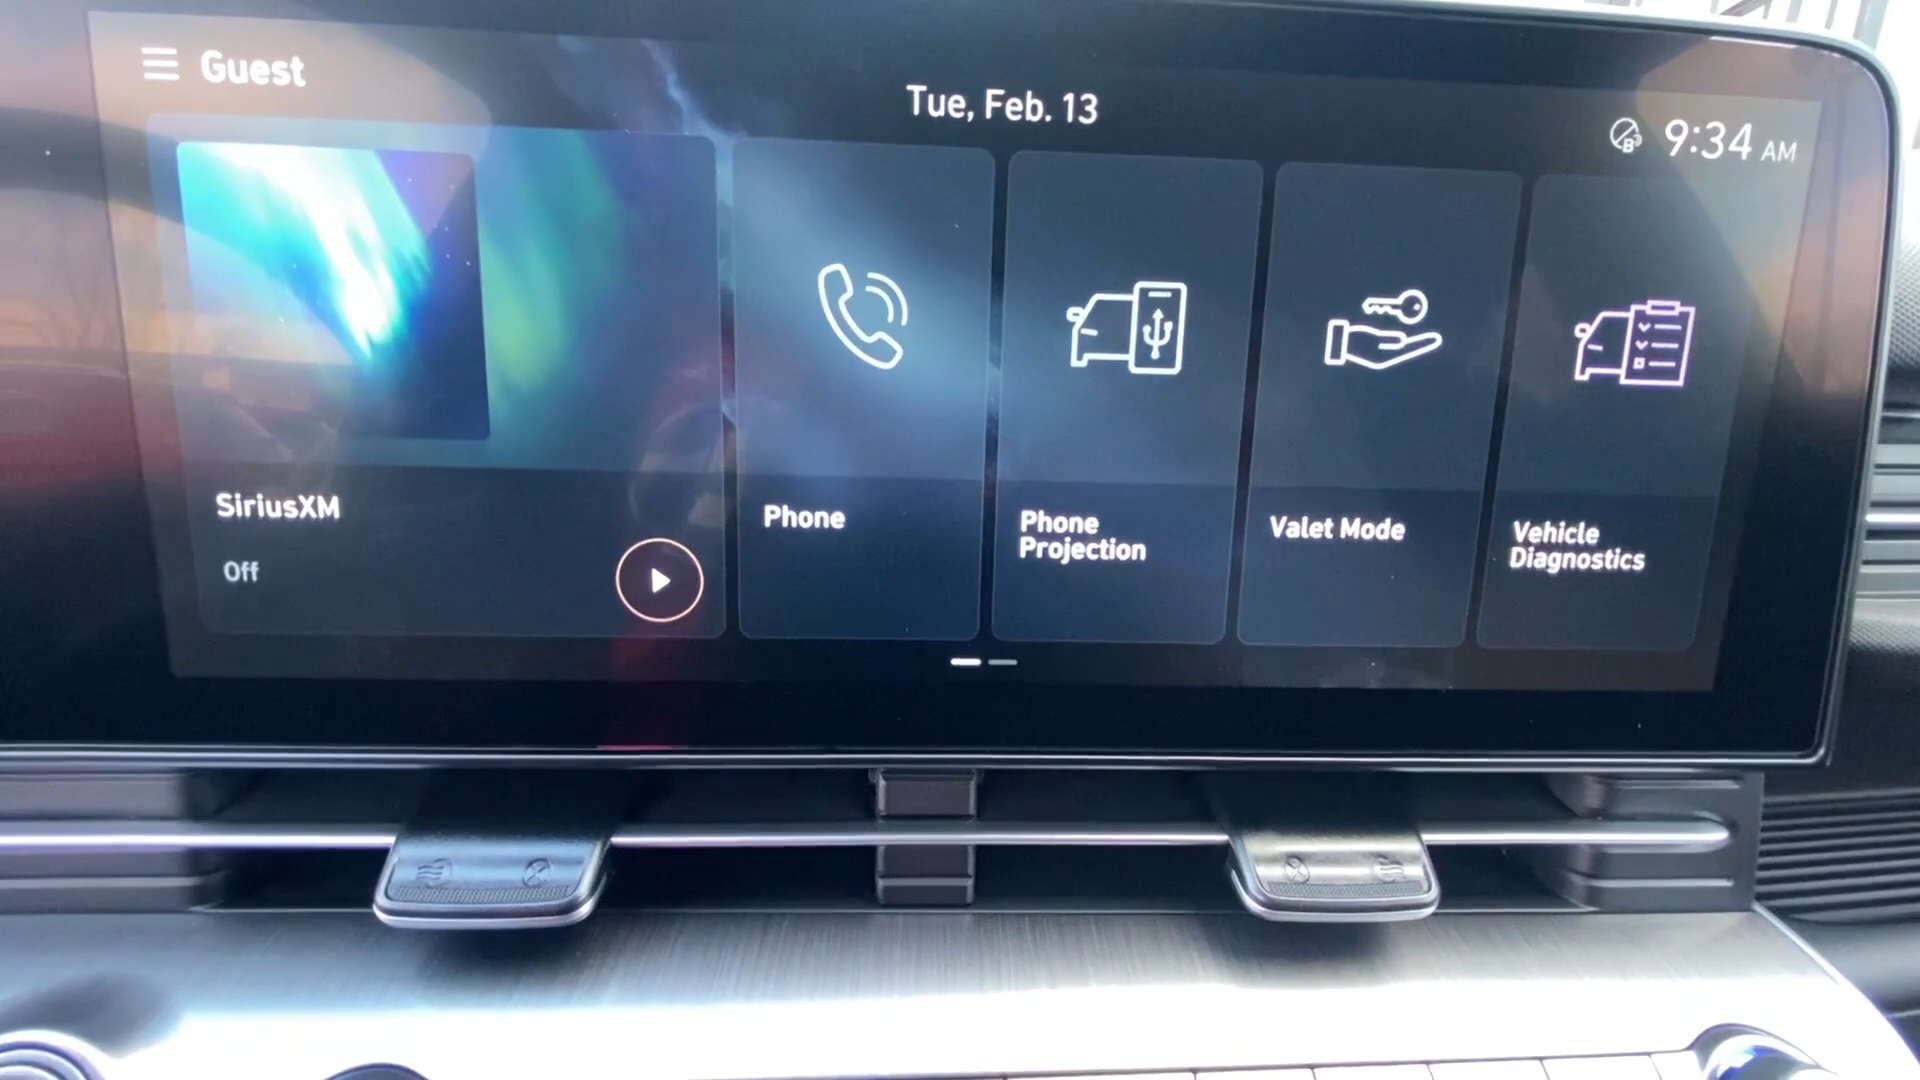 Guest
Tue, Feb. 13
9:34 AM
SiriusXM
Off
Phone
Phone
Projection
Valet Mode
Vehicle
Diagnostics